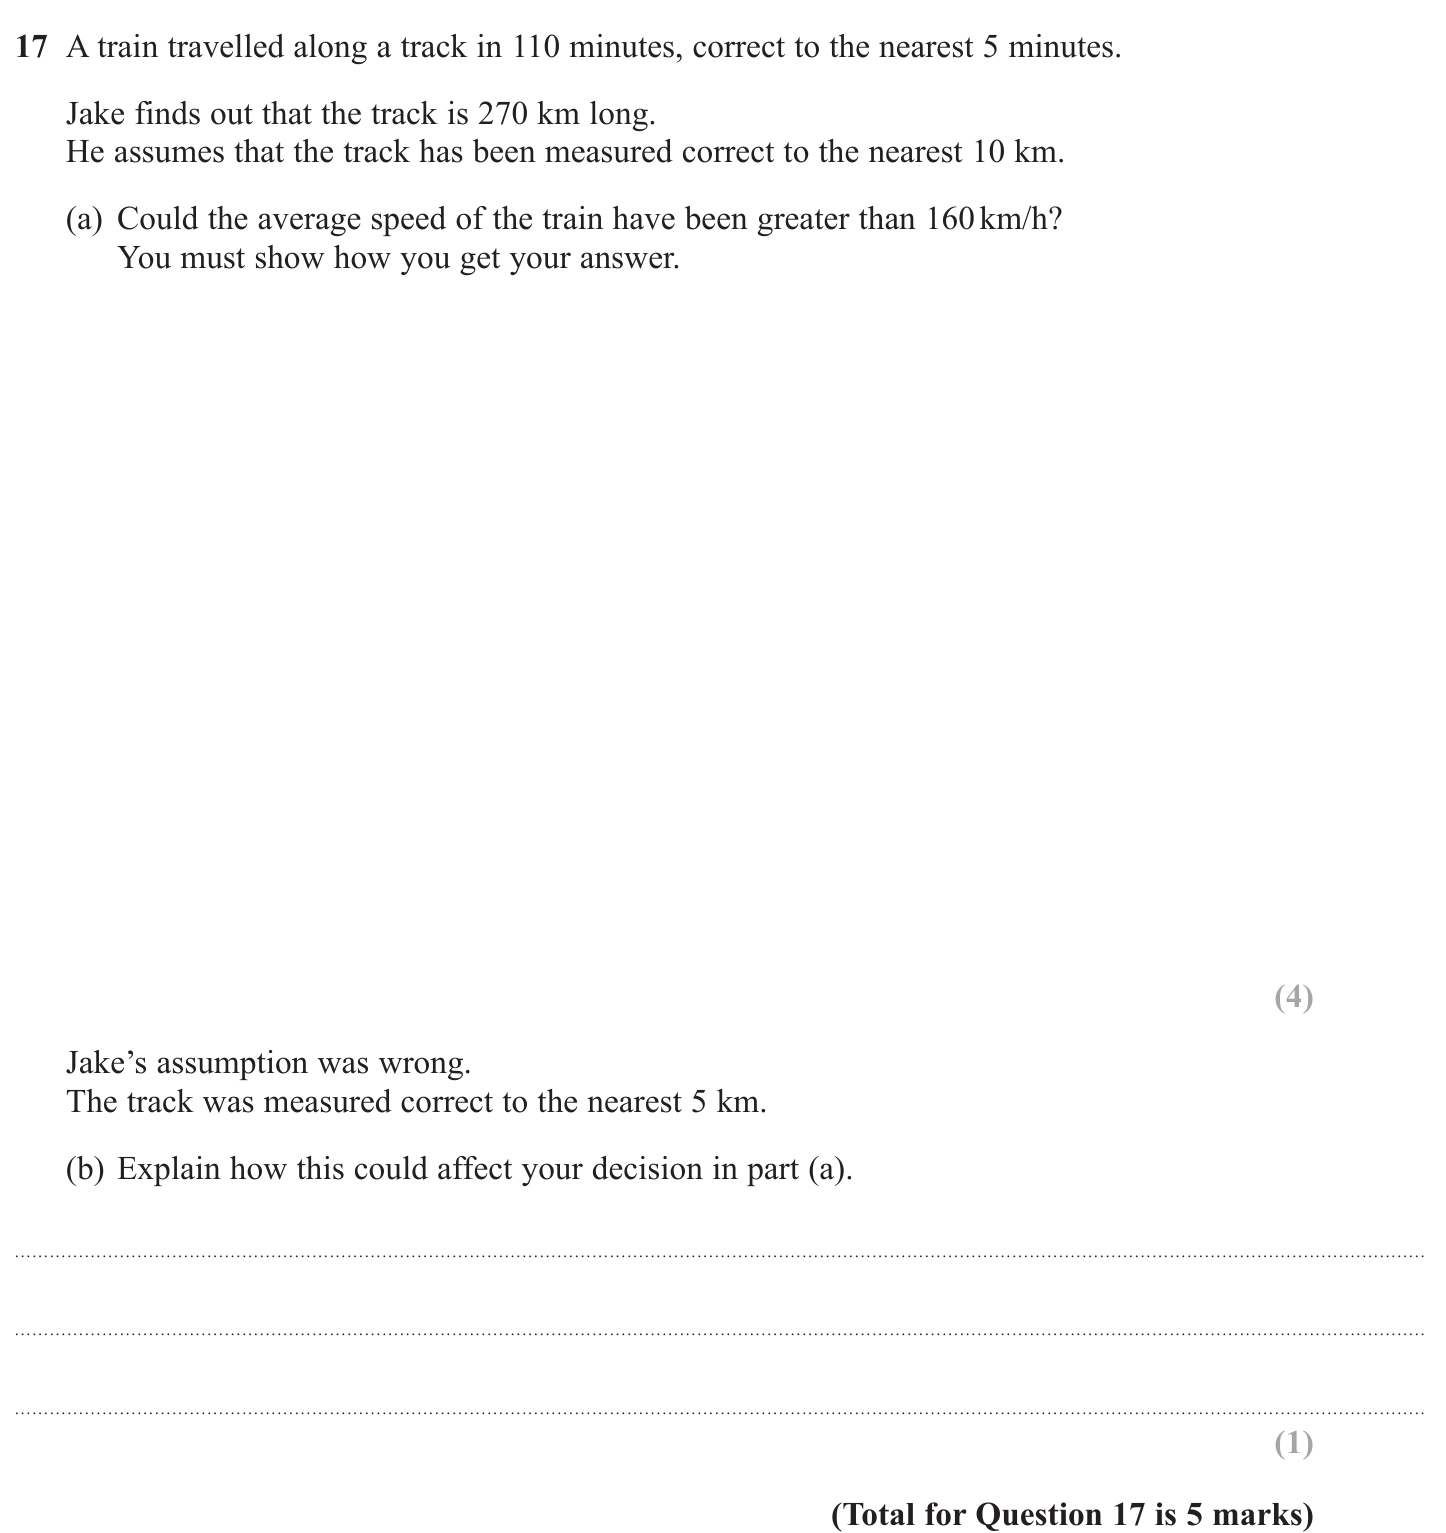 17 A train travelled along a track in 110 minutes, correct to the nearest 5 minutes.
Jake finds out that the track is 270 km long.
He assumes that the track has been measured correct to the nearest 10 km.
(a) Could the average speed of the train have been greater than 160 km/h?
You must show how you get your answer.
(4)
Jake’s assumption was wrong.
The track was measured correct to the nearest 5 km.
(b) Explain how this could affect your decision in part (a).
(1)
(Total for Question 17 is 5 marks)